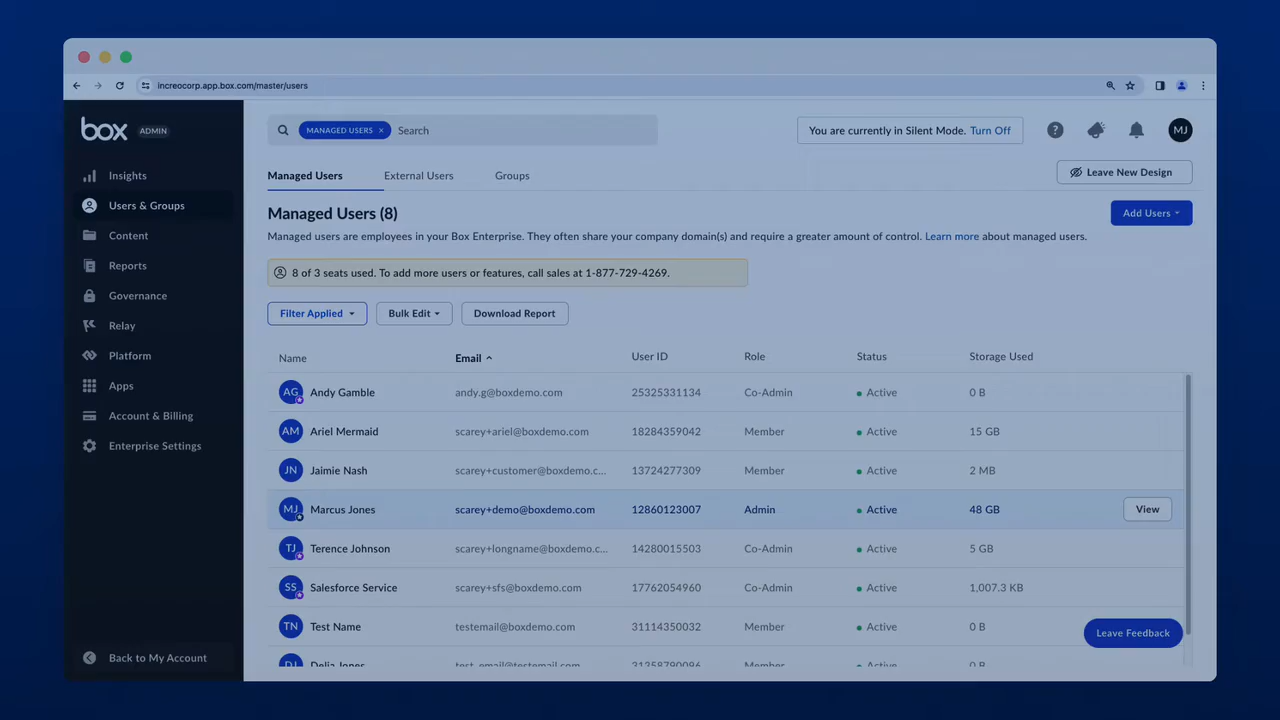 increocorp.app.box.com/master/users
box ADMIN
MANAGED USERS × Search
You are currently in Silent Mode. Turn Off
? MJ
Insights
Users & Groups
Content
Reports
Governance
Relay
Platform
Apps
Account & Billing
Enterprise Settings
Back to My Account
Managed Users External Users Groups
Leave New Design
Managed Users (8)
Add Users
Managed users are employees in your Box Enterprise. They often share your company domain(s) and require a greater amount of control. Learn more about managed users.
8 of 3 seats used. To add more users or features, call sales at 1-877-729-4269.
Filter Applied Bulk Edit Download Report
Name Email User ID Role Status Storage Used
AG Andy Gamble andy.g@boxdemo.com 25325331134 Co-Admin Active 0 B
AM Ariel Mermaid scarey+ariel@boxdemo.com 18284359042 Member Active 15 GB
JN Jaimie Nash scarey+customer@boxdemo.c... 13724277309 Member Active 2 MB
MJ Marcus Jones scarey+demo@boxdemo.com 12860123007 Admin Active 48 GB View
TJ Terence Johnson scarey+longname@boxdemo.c... 14280015503 Co-Admin Active 5 GB
SS Salesforce Service scarey+sfs@boxdemo.com 17762054960 Co-Admin Active 1,007.3 KB
TN Test Name testemail@boxdemo.com 31114350032 Member Active 0 B
DJ Delia Jones test_email@testemail.com 31358790096 Member Active 0 B
Leave Feedback